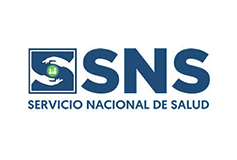 SNS
SERVICIO NACIONAL DE SALUD